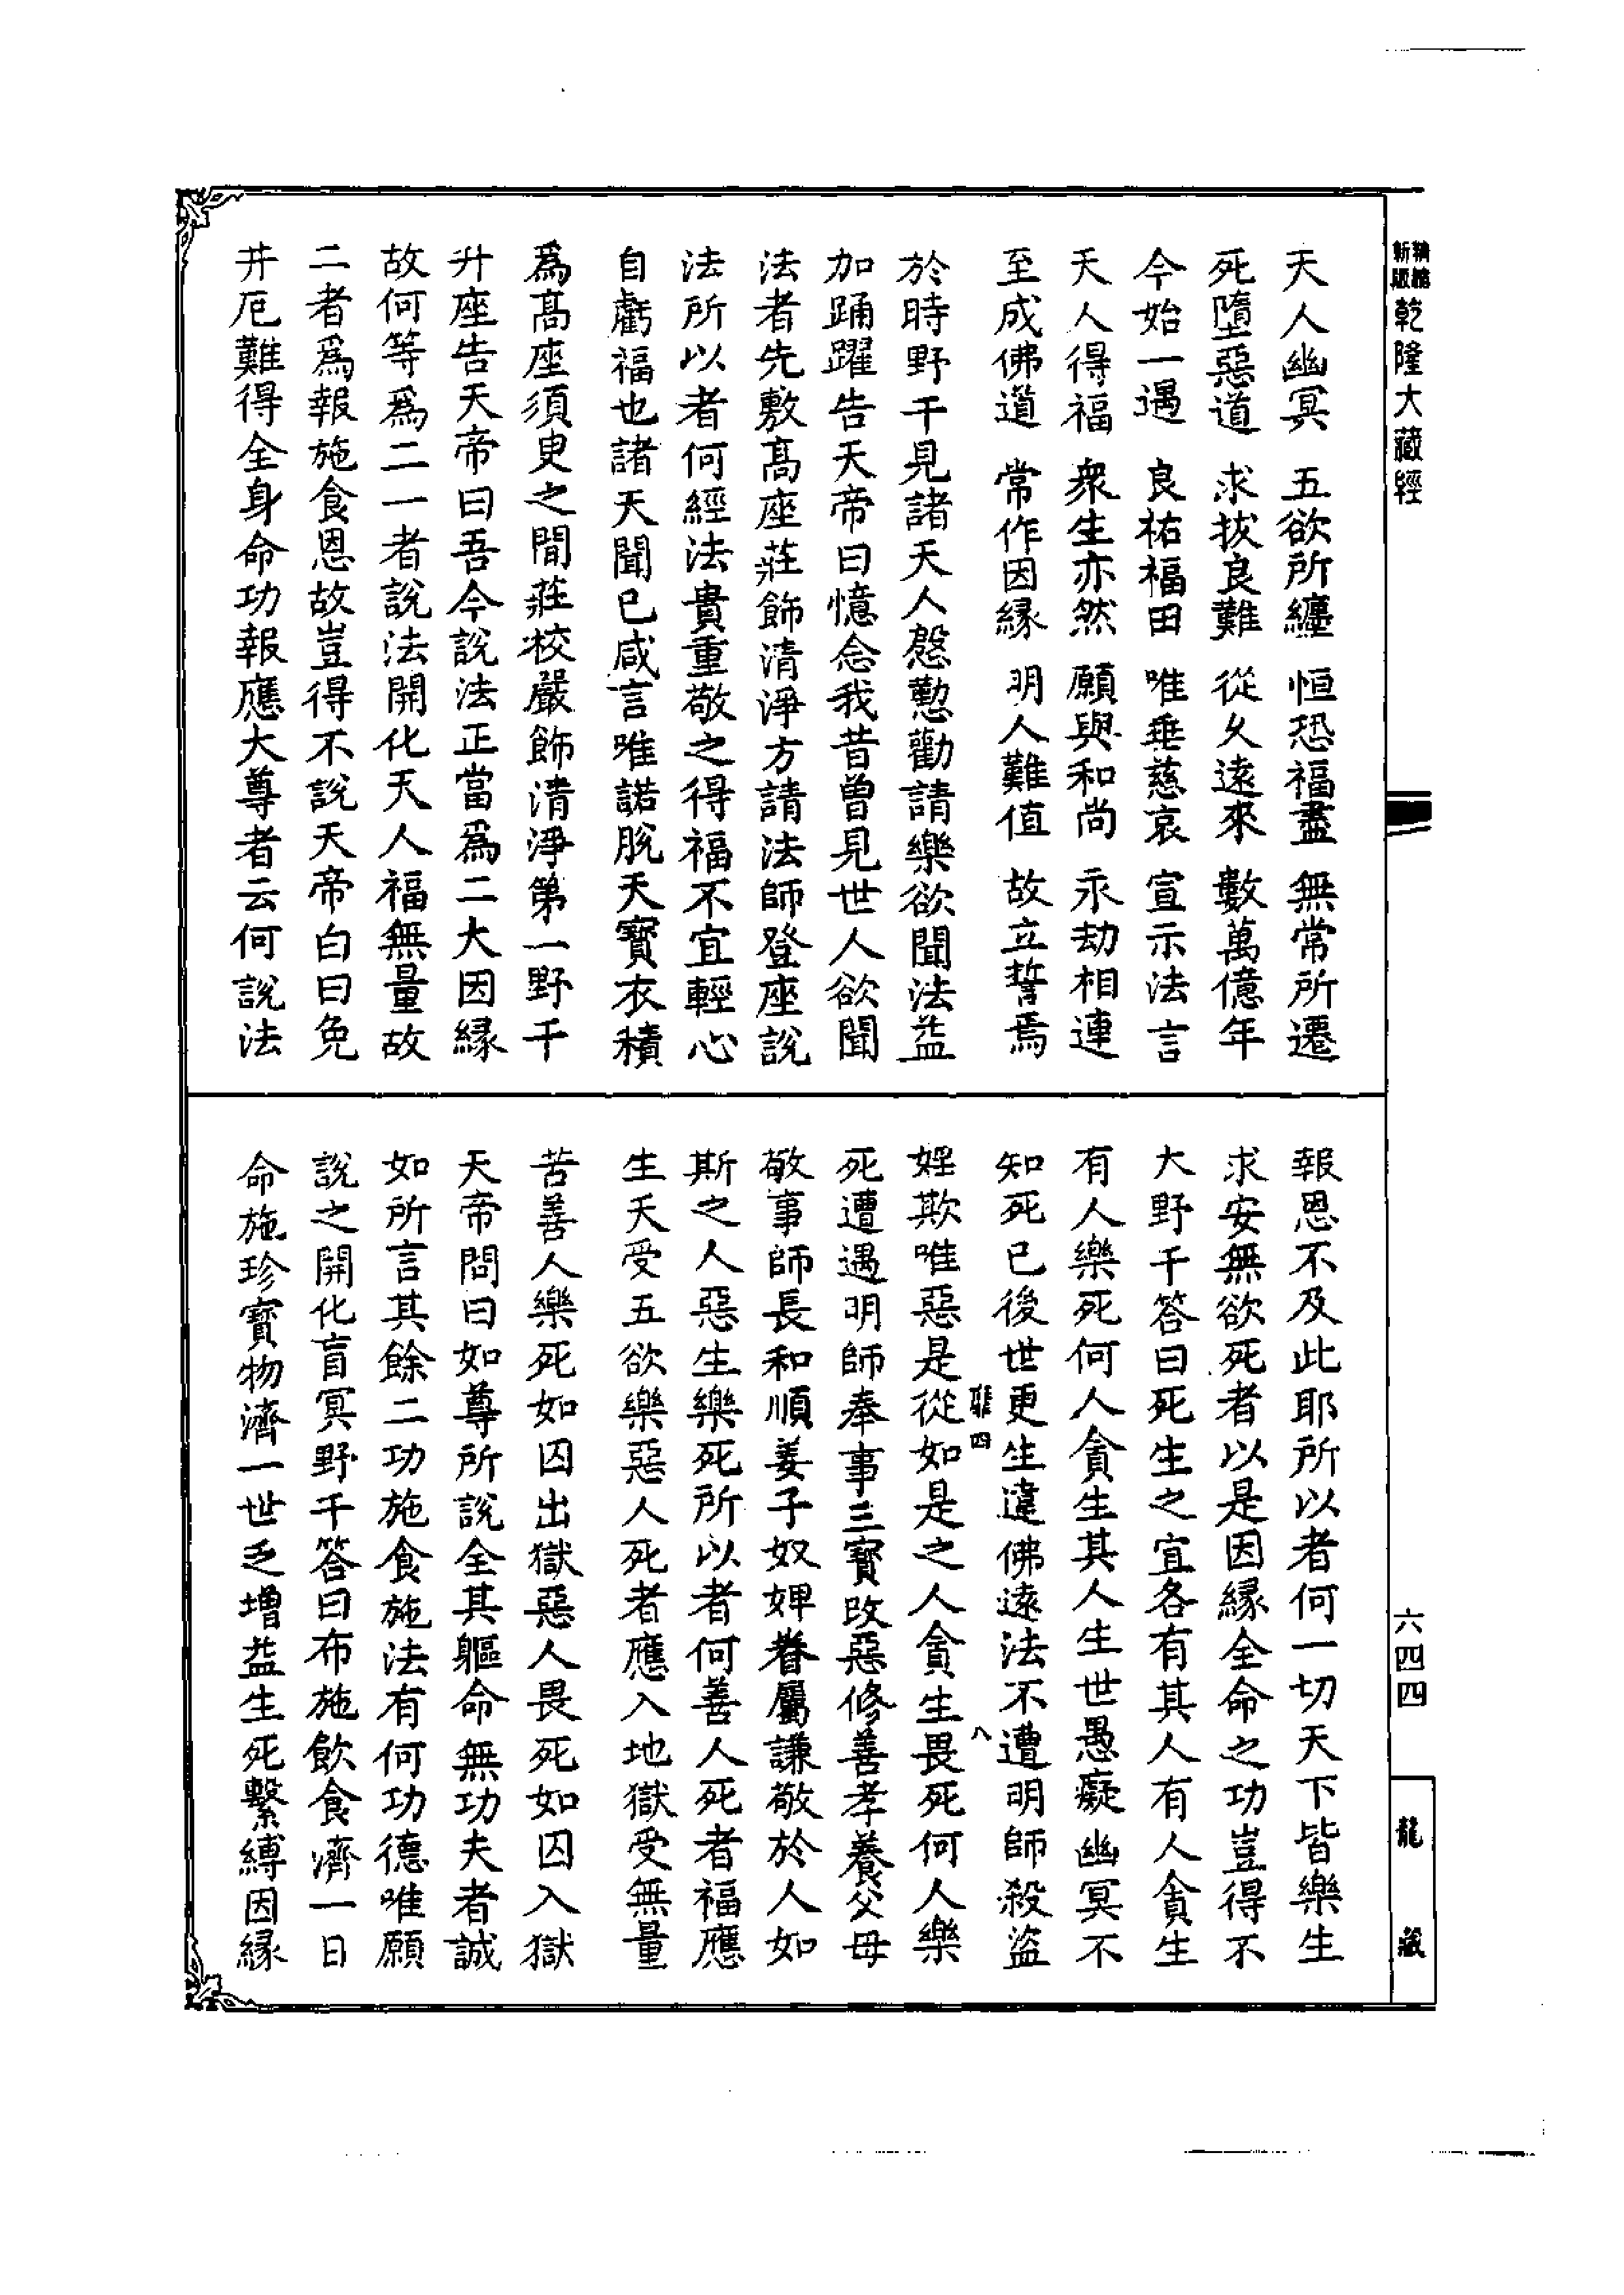 精縮
新版
乾隆大藏經
天人幽冥　五欲所纏　恒恐福盡　無常所遷
死墮惡道　求拔良難　從久遠來　數萬億年
今始一遇　良祐福田　唯垂慈哀　宣示法言
天人得福　衆生亦然　願與和尚　永劫相連
至成佛道　常作因緣　明人難值　故立誓焉
於時野干見諸天人慇懃勸請樂欲聞法益
加踊躍告天帝曰憶念我昔曾見世人欲聞
法者先敷高座莊飾清淨方請法師登座說
法所以者何經法貴重敬之得福不宜輕心
自虧福也諸天聞已咸言唯諾脫天寶衣積
爲高座須臾之間莊校嚴飾清淨第一野干
升座告天帝曰吾今說法正當爲二大因緣
故何等爲二一者說法開化天人福無量故
二者爲報施食恩故豈得不說天帝白曰免
井厄難得全身命功報應大尊者云何說法
報恩不及此耶所以者何一切天下皆樂生
求安無欲死者以是因緣全命之功豈得不
大野干答曰死生之宜各有其人有人貪生
有人樂死何人貪生其人生世愚癡幽冥不
知死已後世更生違佛遠法不遭明師殺盜
婬欺唯惡是從如是之人貪生畏死何人樂
死遭遇明師奉事三寶改惡修善孝養父母
敬事師長和順妻子奴婢眷屬謙敬於人如
斯之人惡生樂死所以者何善人死者福應
生天受五欲樂惡人死者應入地獄受無量
苦善人樂死如囚出獄惡人畏死如囚入獄
天帝問曰如尊所說全其軀命無功夫者誠
如所言其餘二功施食施法有何功德唯願
說之開化盲冥野干答曰布施飲食濟一日
命施珍寶物濟一世乏增益生死繫縛因緣
四
八
六四四
龍藏